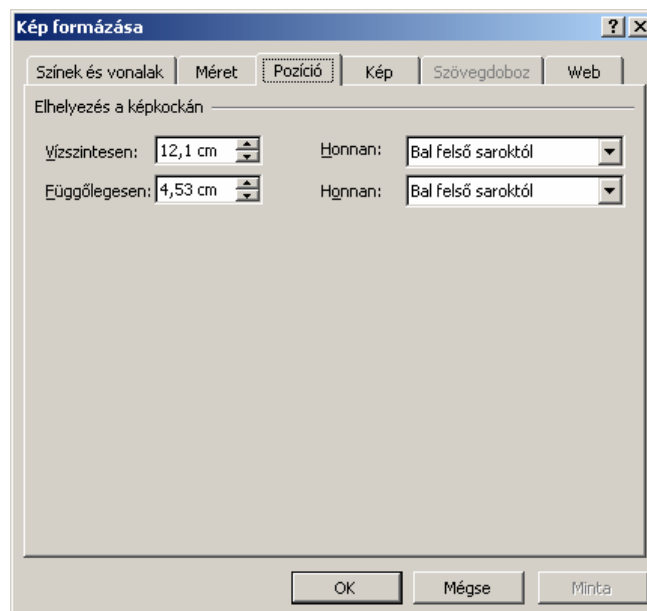 Kép formázása
Színek és vonalak Méret Pozíció Kép Szövegdoboz Web
Elhelyezés a képkockán
Vízszintesen: 12,1 cm Honnan: Bal felső saroktól
Függőlegesen: 4,53 cm Honnan: Bal felső saroktól
OK Mégse Minta